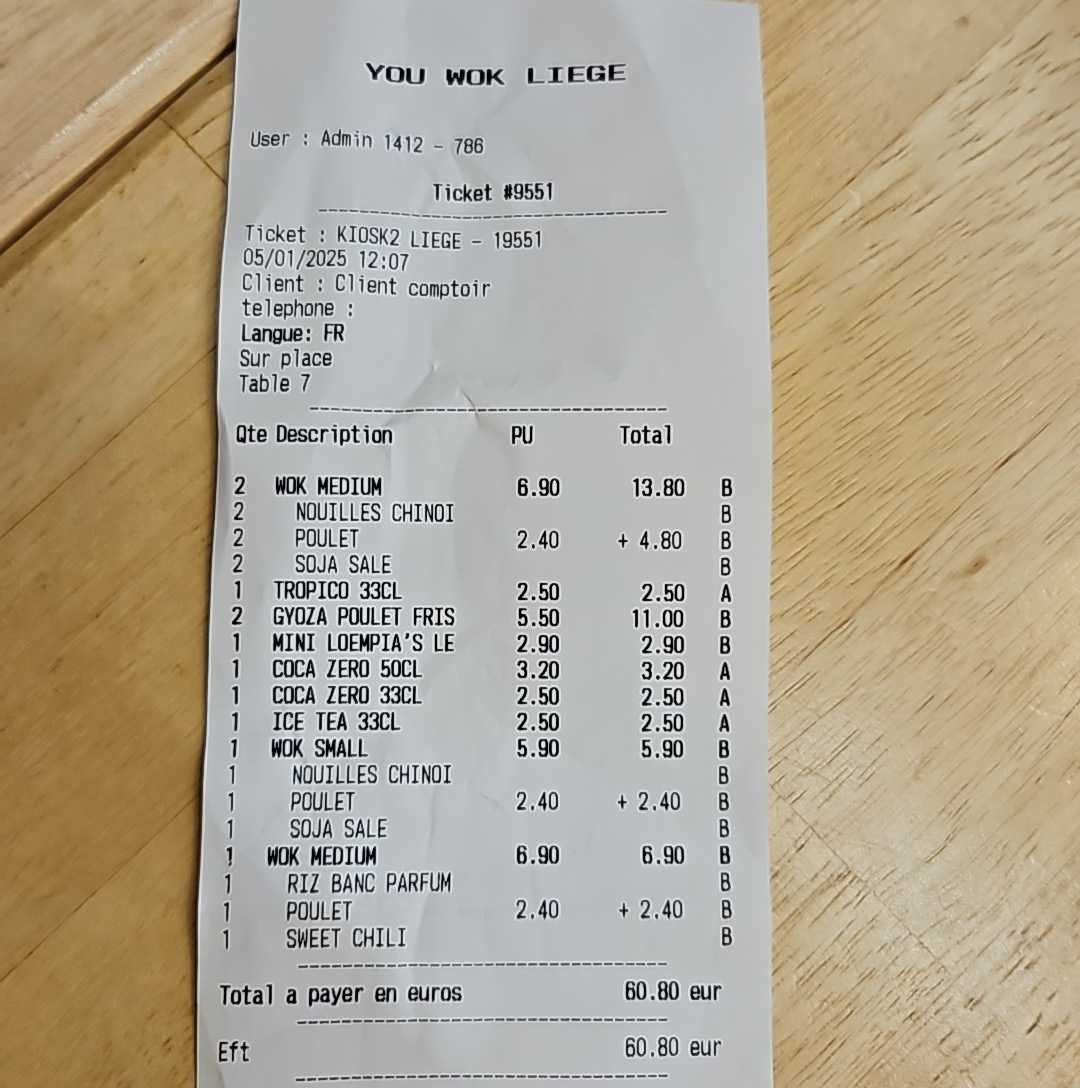 YOU WOK LIEGE
User : Admin 1412 - 786
Ticket #9551
Ticket : KIOSK2 LIEGE - 19551
05/01/2025 12:07
Client : Client comptoir
telephone :
Langue: FR
Sur place
Table 7
Qte Description PU Total
2 WOK MEDIUM 6.90 13.80 B
2 NOUILLES CHINOI B
2 POULET 2.40 + 4.80 B
2 SOJA SALE B
1 TROPICO 33CL 2.50 2.50 A
2 GYOZA POULET FRIS 5.50 11.00 B
1 MINI LOEMPIA'S LE 2.90 2.90 B
1 COCA ZERO 50CL 3.20 3.20 A
1 COCA ZERO 33CL 2.50 2.50 A
1 ICE TEA 33CL 2.50 2.50 A
1 WOK SMALL 5.90 5.90 B
1 NOUILLES CHINOI B
1 POULET 2.40 + 2.40 B
1 SOJA SALE B
1 WOK MEDIUM 6.90 6.90 B
1 RIZ BANC PARFUM B
1 POULET 2.40 + 2.40 B
1 SWEET CHILI B
Total a payer en euros 60.80 eur
Eft 60.80 eur